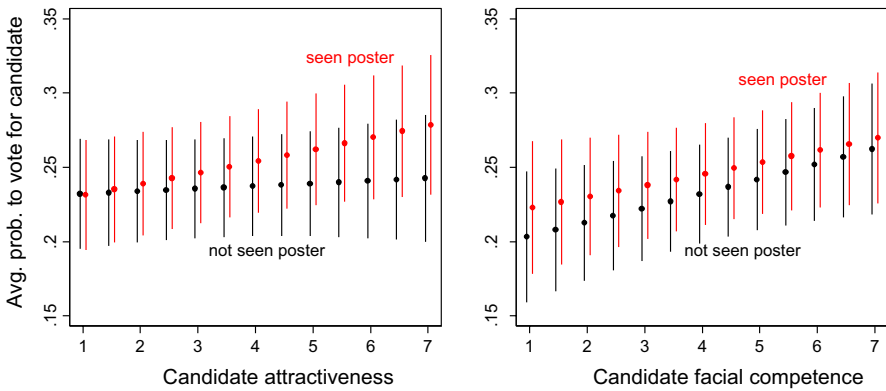 Avg. prob. to vote for candidate
.35
.3
.25
.2
.15
seen poster
not seen poster
1 2 3 4 5 6 7
Candidate attractiveness
.35
.3
.25
.2
.15
seen poster
not seen poster
1 2 3 4 5 6 7
Candidate facial competence